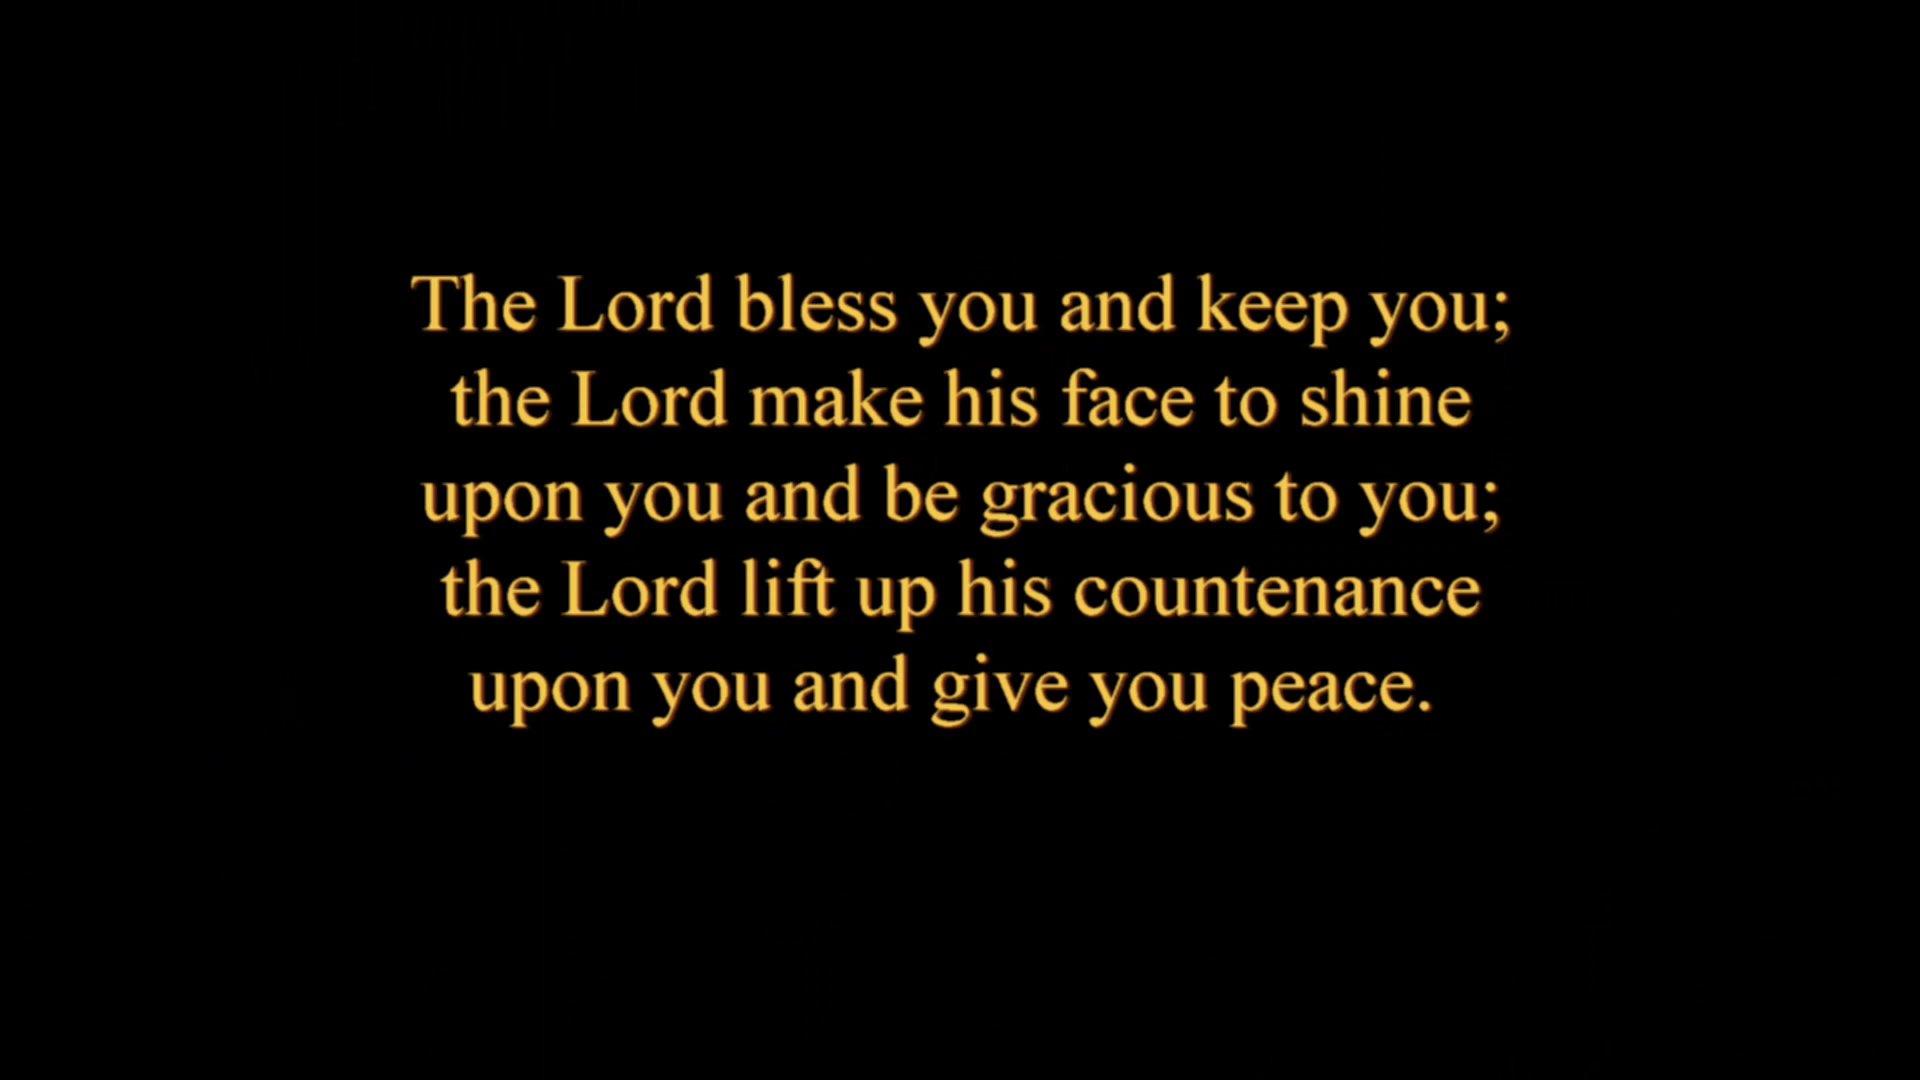 The Lord bless you and keep you;
the Lord make his face to shine
upon you and be gracious to you;
the Lord lift up his countenance
upon you and give you peace.